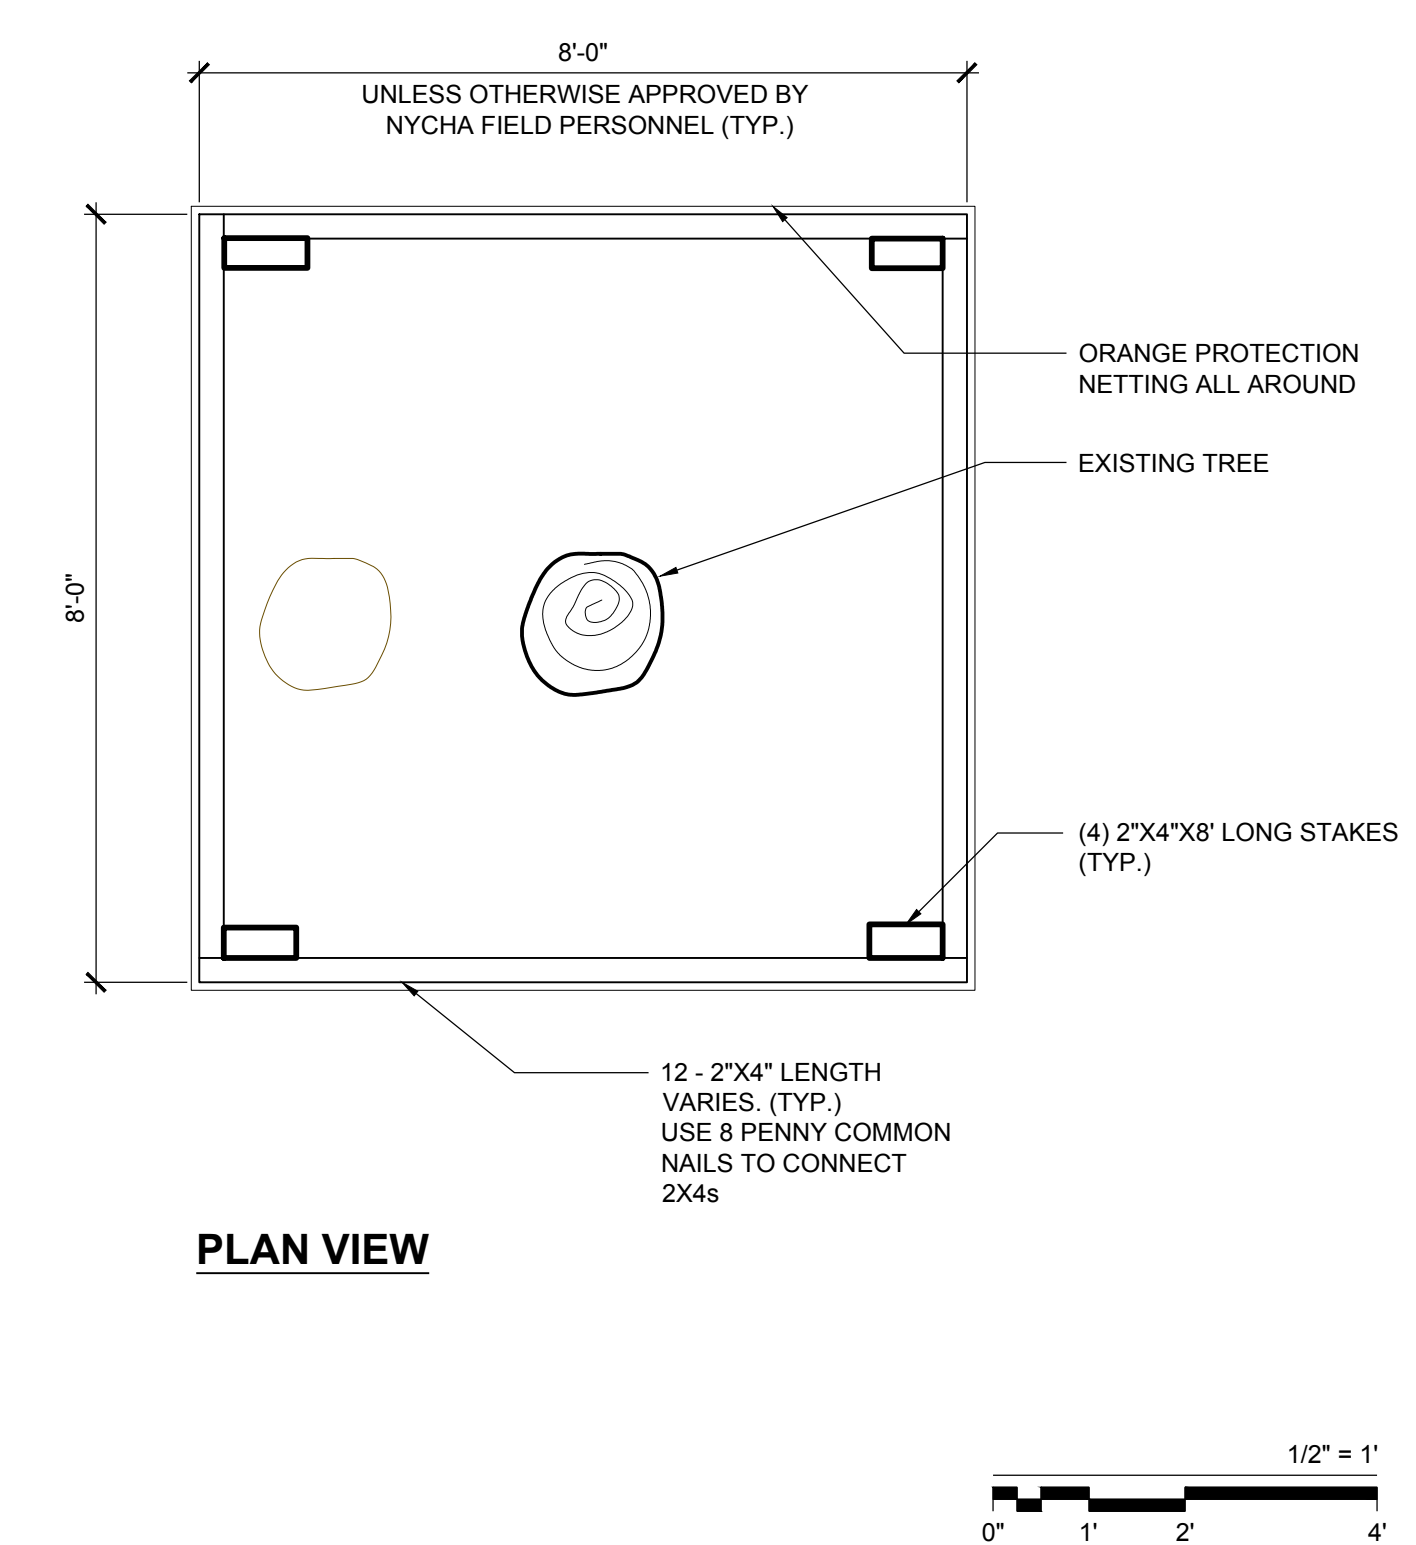 8'-0"
UNLESS OTHERWISE APPROVED BY
NYCHA FIELD PERSONNEL (TYP.)
ORANGE PROTECTION
NETTING ALL AROUND
EXISTING TREE
8'-0"
(4) 2"X4"X8' LONG STAKES
(TYP.)
12 - 2"X4" LENGTH
VARIES. (TYP.)
USE 8 PENNY COMMON
NAILS TO CONNECT
2X4s
PLAN VIEW
1/2" = 1'
0" 1' 2' 4'